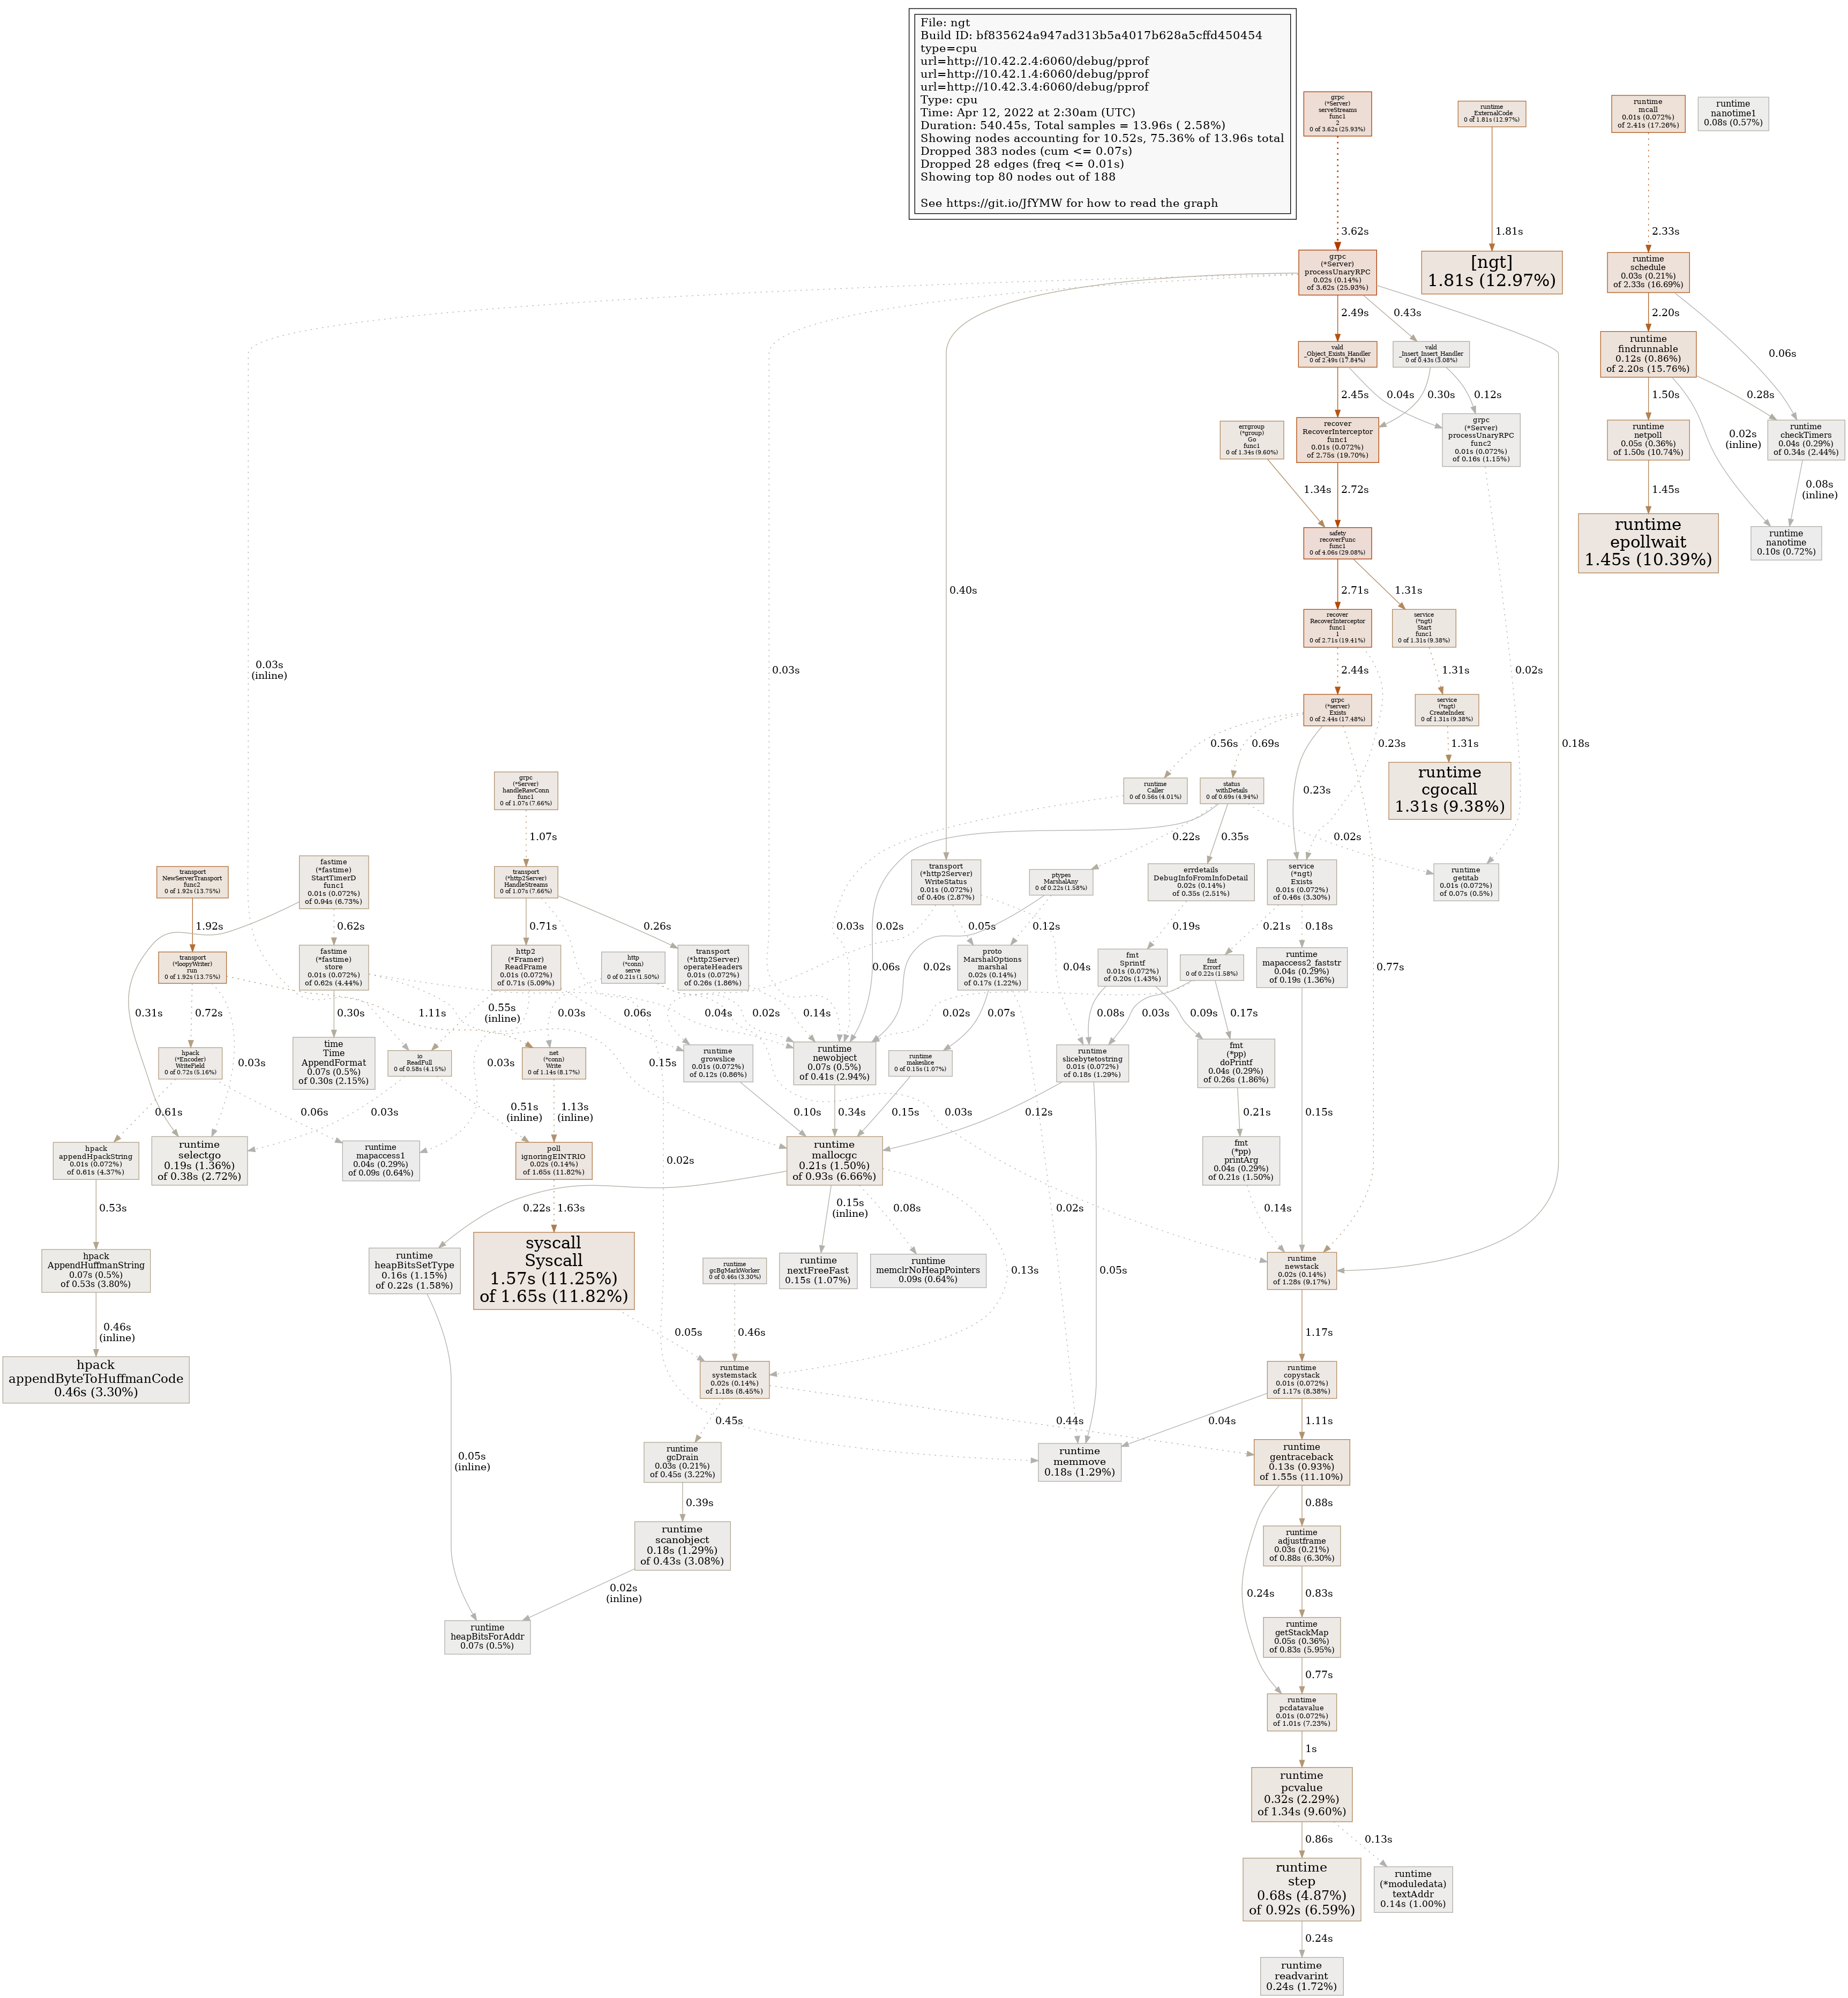 File: ngt
Build ID: bf835624a947ad313b5a4017b628a5cffd450454
type=cpu
url=http://10.42.2.4:6060/debug/pprof
url=http://10.42.1.4:6060/debug/pprof
url=http://10.42.3.4:6060/debug/pprof
Type: cpu
Time: Apr 12, 2022 at 2:30am (UTC)
Duration: 540.45s, Total samples = 13.96s ( 2.58%)
Showing nodes accounting for 10.52s, 75.36% of 13.96s total
Dropped 383 nodes (cum <= 0.07s)
Dropped 28 edges (freq <= 0.01s)
Showing top 80 nodes out of 188
See https://git.io/JfYMW for how to read the graph
grpc
(*Server)
serveStreams
func1
2
0 of 3.62s (25.93%)
runtime
_ExternalCode
0 of 1.81s (12.97%)
runtime
mcall
0.01s (0.072%)
of 2.41s (17.26%)
runtime
nanotime1
0.08s (0.57%)
3.62s
1.81s
2.33s
grpc
(*Server)
processUnaryRPC
0.02s (0.14%)
of 3.62s (25.93%)
[ngt]
1.81s (12.97%)
runtime
schedule
0.03s (0.21%)
of 2.33s (16.69%)
2.49s
0.43s
2.20s
0.06s
vald
_Object_Exists_Handler
0 of 2.49s (17.84%)
vald
_Insert_Insert_Handler
0 of 0.43s (3.08%)
runtime
findrunnable
0.12s (0.86%)
of 2.20s (15.76%)
2.45s
0.04s
0.30s
0.12s
1.50s
0.28s
0.02s
(inline)
errgroup
(*group)
Go
func1
0 of 1.34s (9.60%)
recover
RecoverInterceptor
func1
0.01s (0.072%)
of 2.75s (19.70%)
grpc
(*Server)
processUnaryRPC
func2
0.01s (0.072%)
of 0.16s (1.15%)
runtime
netpoll
0.05s (0.36%)
of 1.50s (10.74%)
runtime
checkTimers
0.04s (0.29%)
of 0.34s (2.44%)
1.34s
2.72s
1.45s
0.08s
(inline)
safety
recoverFunc
func1
0 of 4.06s (29.08%)
runtime
epollwait
1.45s (10.39%)
runtime
nanotime
0.10s (0.72%)
0.40s
2.71s
1.31s
recover
RecoverInterceptor
func1
1
0 of 2.71s (19.41%)
service
(*ngt)
Start
func1
0 of 1.31s (9.38%)
0.03s
(inline)
0.03s
2.44s
1.31s
0.02s
grpc
(*server)
Exists
0 of 2.44s (17.48%)
service
(*ngt)
CreateIndex
0 of 1.31s (9.38%)
0.56s
0.69s
0.23s
1.31s
0.18s
grpc
(*Server)
handleRawConn
func1
0 of 1.07s (7.66%)
runtime
Caller
0 of 0.56s (4.01%)
status
withDetails
0 of 0.69s (4.94%)
0.23s
runtime
cgocall
1.31s (9.38%)
1.07s
0.22s
0.35s
0.02s
transport
NewServerTransport
func2
0 of 1.92s (13.75%)
fastime
(*fastime)
StartTimerD
func1
0.01s (0.072%)
of 0.94s (6.73%)
transport
(*http2Server)
HandleStreams
0 of 1.07s (7.66%)
transport
(*http2Server)
WriteStatus
0.01s (0.072%)
of 0.40s (2.87%)
ptypes
MarshalAny
0 of 0.22s (1.58%)
errdetails
DebugInfoFromInfoDetail
0.02s (0.14%)
of 0.35s (2.51%)
service
(*ngt)
Exists
0.01s (0.072%)
of 0.46s (3.30%)
runtime
getitab
0.01s (0.072%)
of 0.07s (0.5%)
1.92s
0.62s
0.71s
0.26s
0.03s
0.02s
0.05s
0.12s
0.19s
0.21s
0.18s
transport
(*loopyWriter)
run
0 of 1.92s (13.75%)
fastime
(*fastime)
store
0.01s (0.072%)
of 0.62s (4.44%)
http2
(*Framer)
ReadFrame
0.01s (0.072%)
of 0.71s (5.09%)
http
(*conn)
serve
0 of 0.21s (1.50%)
transport
(*http2Server)
operateHeaders
0.01s (0.072%)
of 0.26s (1.86%)
proto
MarshalOptions
marshal
0.02s (0.14%)
of 0.17s (1.22%)
fmt
Sprintf
0.01s (0.072%)
of 0.20s (1.43%)
fmt
Errorf
0 of 0.22s (1.58%)
runtime
mapaccess2_faststr
0.04s (0.29%)
of 0.19s (1.36%)
0.06s
0.02s
0.04s
0.77s
0.31s
0.72s
0.03s
0.30s
1.11s
0.55s
(inline)
0.03s
0.06s
0.04s
0.02s
0.14s
0.02s
0.07s
0.08s
0.03s
0.09s
0.17s
hpack
(*Encoder)
WriteField
0 of 0.72s (5.16%)
time
Time
AppendFormat
0.07s (0.5%)
of 0.30s (2.15%)
io
ReadFull
0 of 0.58s (4.15%)
0.03s
net
(*conn)
Write
0 of 1.14s (8.17%)
0.15s
runtime
growslice
0.01s (0.072%)
of 0.12s (0.86%)
runtime
newobject
0.07s (0.5%)
of 0.41s (2.94%)
runtime
makeslice
0 of 0.15s (1.07%)
runtime
slicebytetostring
0.01s (0.072%)
of 0.18s (1.29%)
fmt
(*pp)
doPrintf
0.04s (0.29%)
of 0.26s (1.86%)
0.61s
0.06s
0.03s
0.51s
(inline)
1.13s
(inline)
0.10s
0.34s
0.15s
0.12s
0.03s
0.21s
0.15s
hpack
appendHpackString
0.01s (0.072%)
of 0.61s (4.37%)
runtime
selectgo
0.19s (1.36%)
of 0.38s (2.72%)
runtime
mapaccess1
0.04s (0.29%)
of 0.09s (0.64%)
poll
ignoringEINTRIO
0.02s (0.14%)
of 1.65s (11.82%)
0.02s
runtime
mallocgc
0.21s (1.50%)
of 0.93s (6.66%)
fmt
(*pp)
printArg
0.04s (0.29%)
of 0.21s (1.50%)
0.53s
1.63s
0.22s
0.15s
(inline)
0.08s
0.02s
0.14s
hpack
AppendHuffmanString
0.07s (0.5%)
of 0.53s (3.80%)
runtime
heapBitsSetType
0.16s (1.15%)
of 0.22s (1.58%)
syscall
Syscall
1.57s (11.25%)
of 1.65s (11.82%)
runtime
gcBgMarkWorker
0 of 0.46s (3.30%)
runtime
nextFreeFast
0.15s (1.07%)
runtime
memclrNoHeapPointers
0.09s (0.64%)
0.13s
0.05s
runtime
newstack
0.02s (0.14%)
of 1.28s (9.17%)
0.46s
(inline)
0.05s
0.46s
1.17s
hpack
appendByteToHuffmanCode
0.46s (3.30%)
runtime
systemstack
0.02s (0.14%)
of 1.18s (8.45%)
runtime
copystack
0.01s (0.072%)
of 1.17s (8.38%)
0.45s
0.44s
0.04s
1.11s
0.05s
(inline)
runtime
gcDrain
0.03s (0.21%)
of 0.45s (3.22%)
runtime
memmove
0.18s (1.29%)
runtime
gentraceback
0.13s (0.93%)
of 1.55s (11.10%)
0.39s
0.88s
runtime
scanobject
0.18s (1.29%)
of 0.43s (3.08%)
runtime
adjustframe
0.03s (0.21%)
of 0.88s (6.30%)
0.02s
(inline)
0.24s
0.83s
runtime
heapBitsForAddr
0.07s (0.5%)
runtime
getStackMap
0.05s (0.36%)
of 0.83s (5.95%)
0.77s
runtime
pcdatavalue
0.01s (0.072%)
of 1.01s (7.23%)
1s
runtime
pcvalue
0.32s (2.29%)
of 1.34s (9.60%)
0.86s
0.13s
runtime
step
0.68s (4.87%)
of 0.92s (6.59%)
runtime
(*moduledata)
textAddr
0.14s (1.00%)
0.24s
runtime
readvarint
0.24s (1.72%)